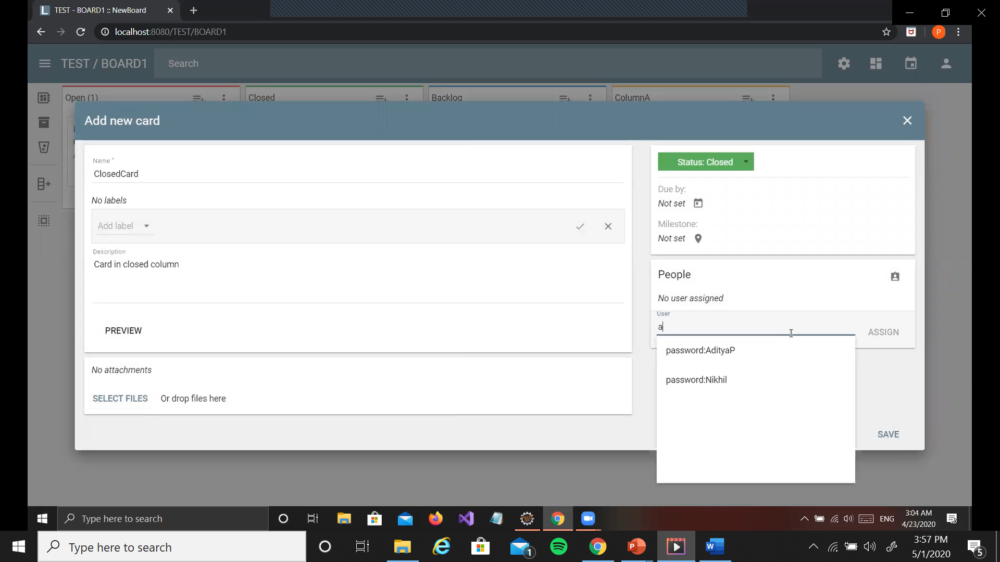 TEST - BOARD1 :: NewBoard
localhost:8080/TEST/BOARD1
P
TEST / BOARD1
Search
Open (1)
Closed
Backlog
ColumnA
Add new card
Name *
ClosedCard
No labels
Add label
Description
Card in closed column
PREVIEW
No attachments
SELECT FILES
Or drop files here
Status: Closed
Due by:
Not set
Milestone:
Not set
People
No user assigned
User
a
ASSIGN
password:AdityaP
password:Nikhil
SAVE
Type here to search
ENG
3:04 AM
4/23/2020
Type here to search
1
3:57 PM
5/1/2020
5